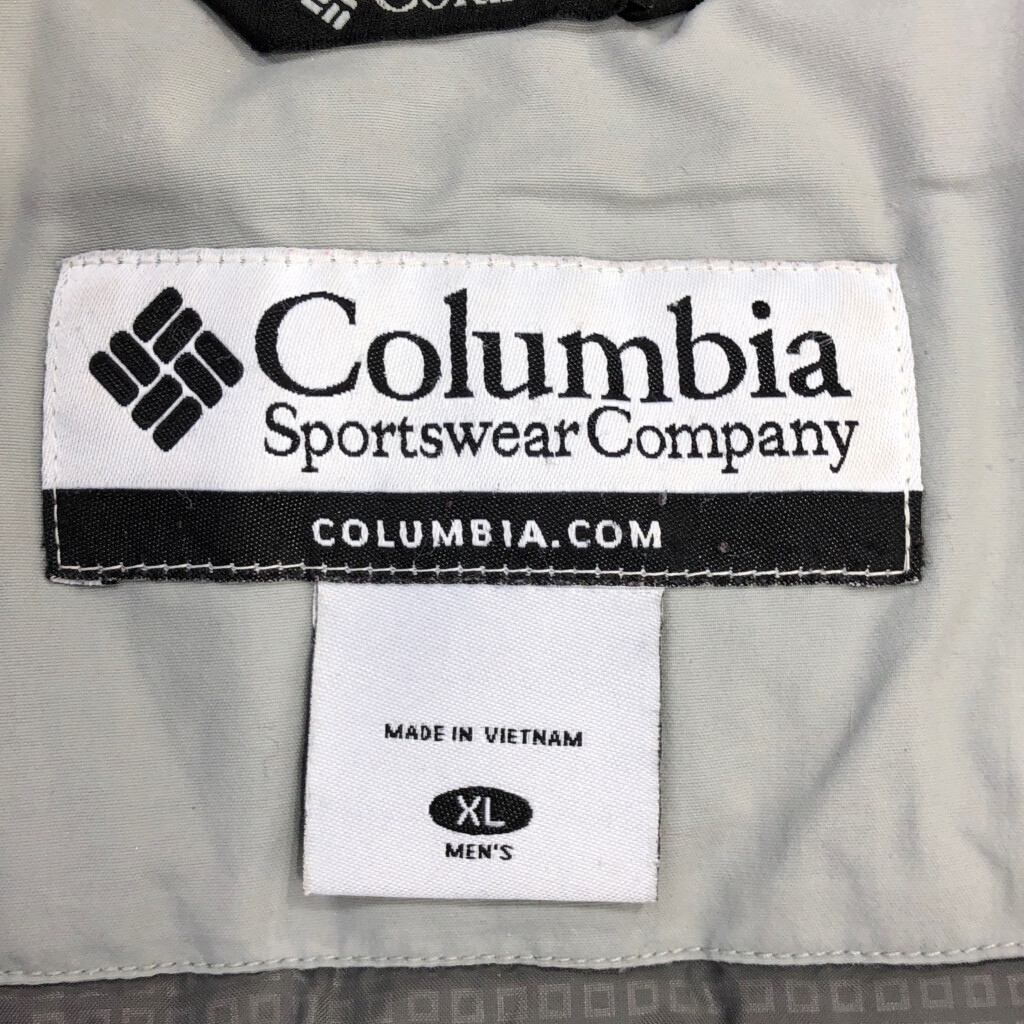 Columbia
Sportswear Company
COLUMBIA.COM
MADE IN VIETNAM
XL
MEN'S